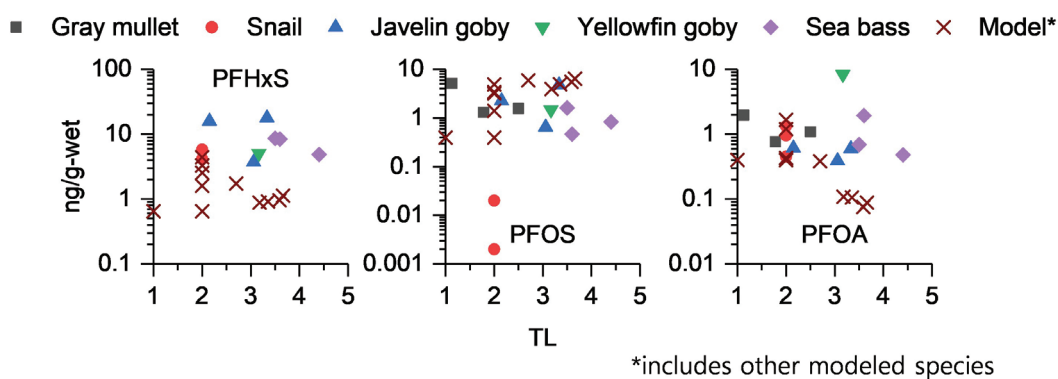 Gray mullet Snail Javelin goby Yellowfin goby Sea bass Model*
ng/g-wet
PFHxS
100
10
1
0.1
1 2 3 4 5
PFOS
10
1
0.1
0.01
0.001
1 2 3 4 5
PFOA
10
1
0.1
0.01
1 2 3 4 5
TL
*includes other modeled species